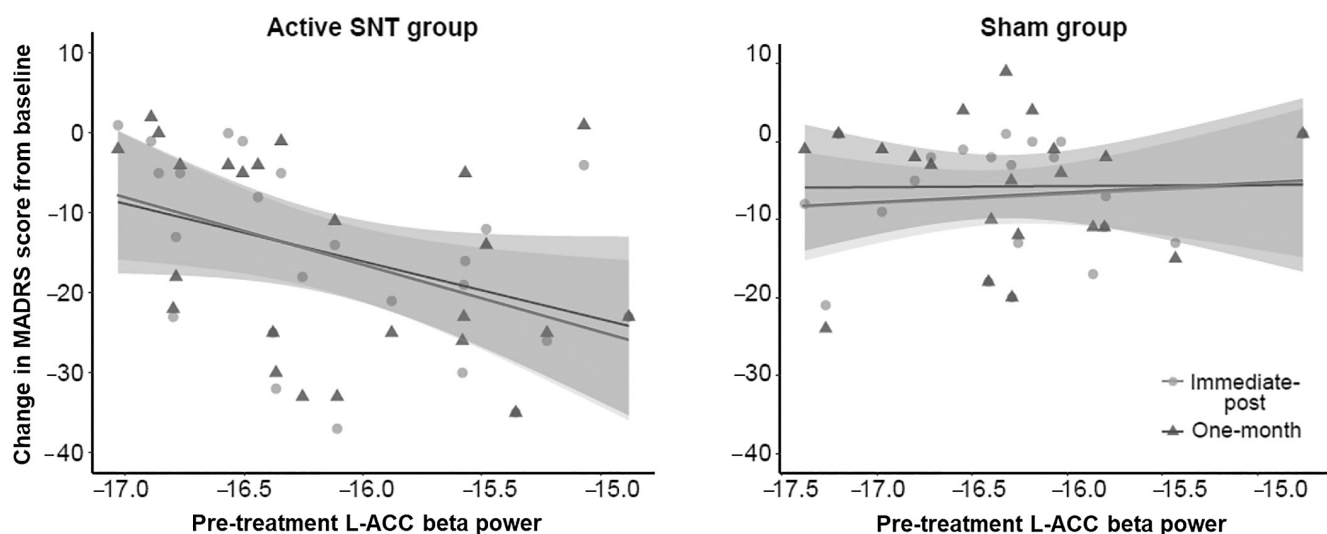 Active SNT group
Change in MADRS score from baseline
10
0
−10
−20
−30
−40
−17.0
−16.5
−16.0
−15.5
−15.0
Pre-treatment L-ACC beta power
Sham group
10
0
−10
−20
−30
−40
−17.5
−17.0
−16.5
−16.0
−15.5
−15.0
Pre-treatment L-ACC beta power
Immediate-
post
One-month